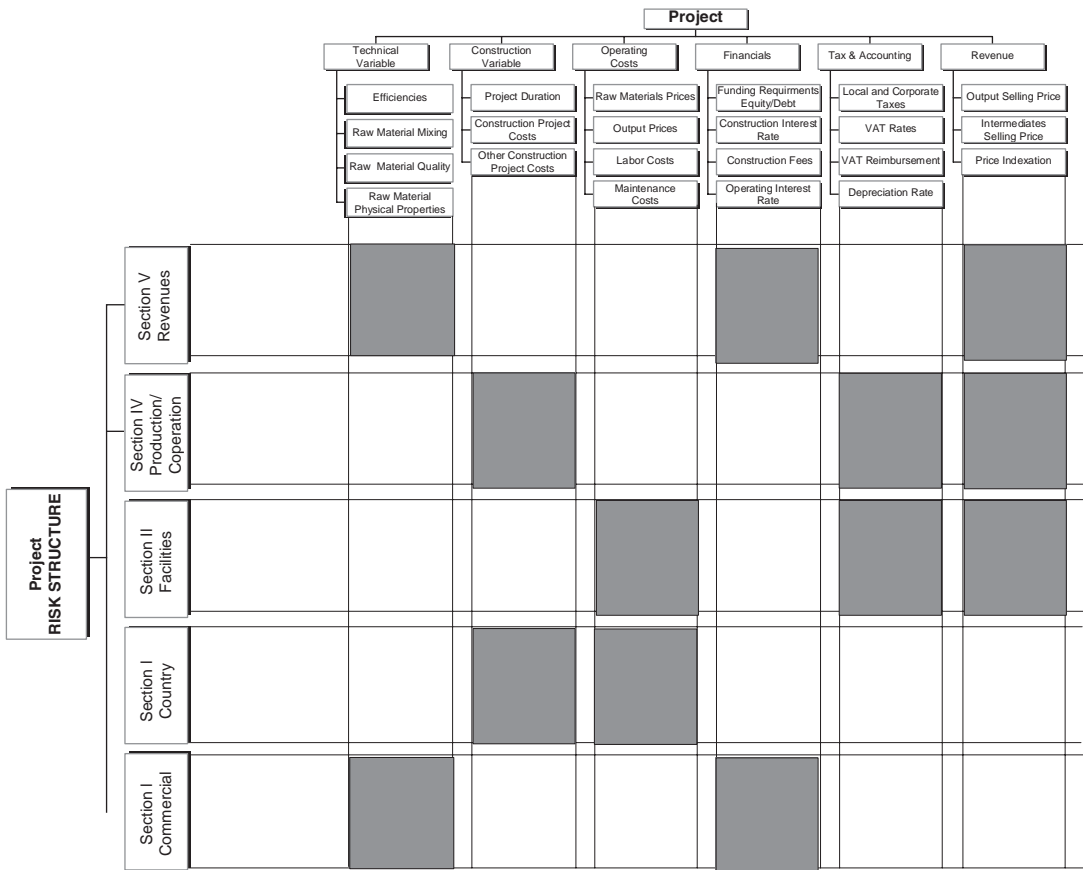 Project
Technical
Variable
Construction
Variable
Operating
Costs
Financials
Tax & Accounting
Revenue
Efficiencies
Raw Material Mixing
Raw Material Quality
Raw Material
Physical Properties
Project Duration
Construction Project
Costs
Other Construction
Project Costs
Raw Materials Prices
Output Prices
Labor Costs
Maintenance
Costs
Funding Requirments
Equity/Debt
Construction Interest
Rate
Construction Fees
Operating Interest
Rate
Local and Corporate
Taxes
VAT Rates
VAT Reimbursement
Depreciation Rate
Output Selling Price
Intermediates
Selling Price
Price Indexation
Project
RISK STRUCTURE
Section V
Revenues
Section IV
Production/
Coperation
Section II
Facilities
Section I
Country
Section I
Commercial